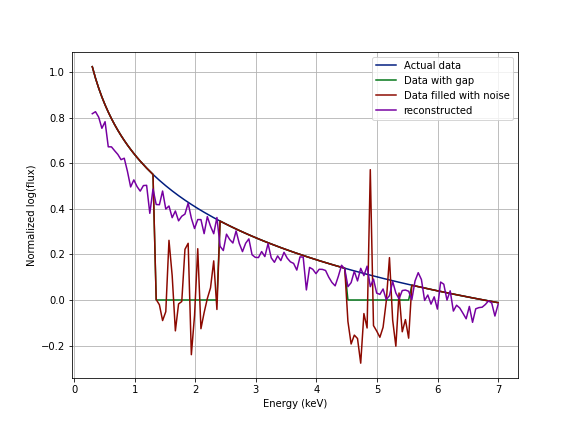 Actual data
Data with gap
Data filled with noise
reconstructed
1.0
0.8
0.6
0.4
0.2
0.0
−0.2
Normalized log(flux)
0
1
2
3
4
5
6
7
Energy (keV)